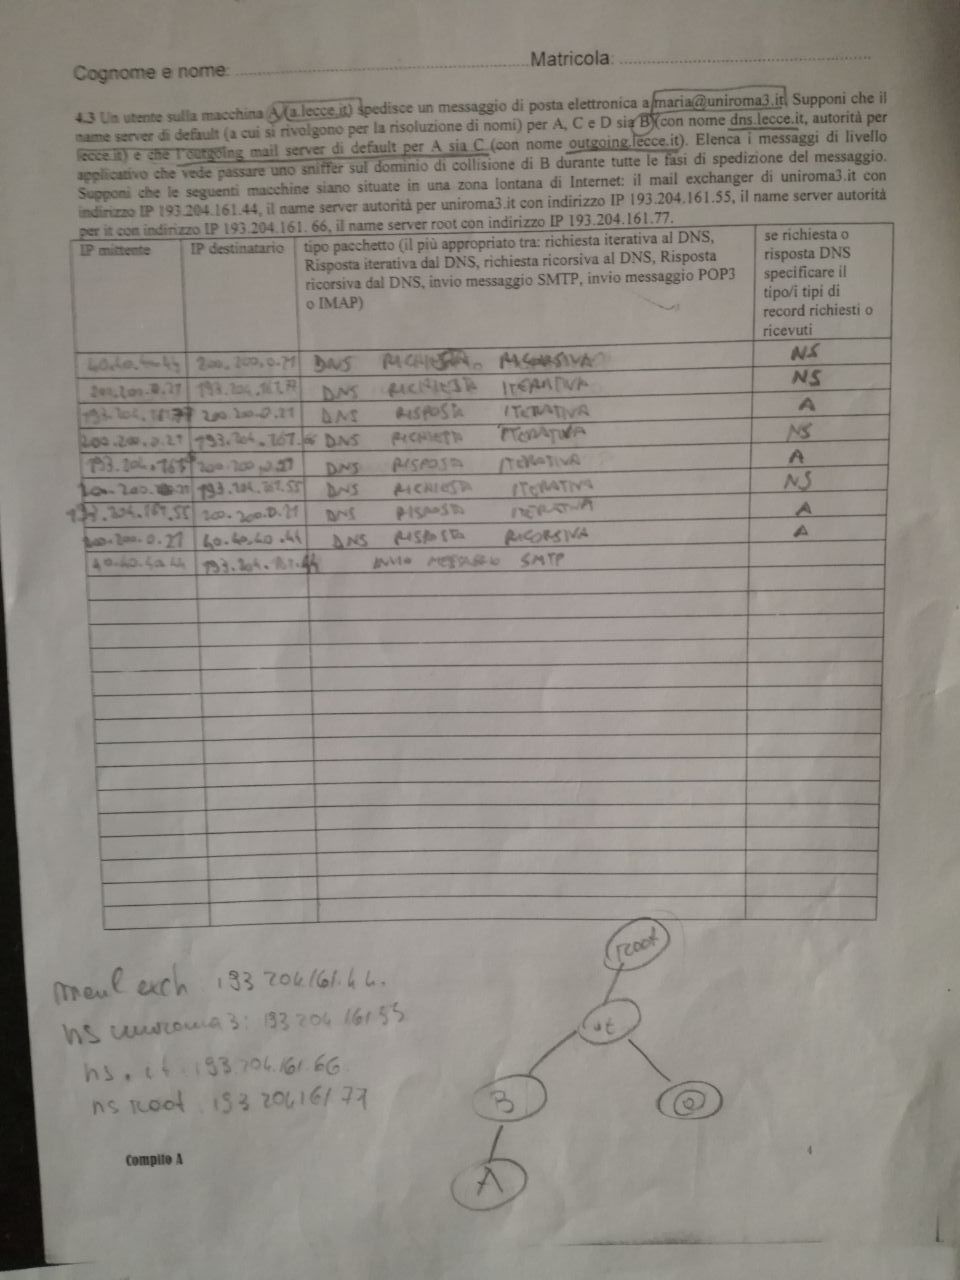 Cognome e nome: ........ Matricola: ........
4.3 Un utente sulla macchina A (a.lecce.it) spedisce un messaggio di posta elettronica a maria@uniroma3.it. Supponi che il
name server di default (a cui si rivolgono per la risoluzione di nomi) per A, C e D sia B (con nome dns.lecce.it, autorità per
lecce.it) e che l'outgoing mail server di default per A sia C (con nome outgoing.lecce.it). Elenca i messaggi di livello
applicativo che vede passare uno sniffer sul dominio di collisione di B durante tutte le fasi di spedizione del messaggio.
Supponi che le seguenti macchine siano situate in una zona lontana di Internet: il mail exchanger di uniroma3.it con
indirizzo IP 193.204.161.44, il name server autorità per uniroma3.it con indirizzo IP 193.204.161.55, il name server autorità
per it con indirizzo IP 193.204.161. 66, il name server root con indirizzo IP 193.204.161.77.
IP mittente
IP destinatario
tipo pacchetto (il più appropriato tra: richiesta iterativa al DNS,
Risposta iterativa dal DNS, richiesta ricorsiva al DNS, Risposta
ricorsiva dal DNS, invio messaggio SMTP, invio messaggio POP3
o IMAP)
se richiesta o
risposta DNS
specificare il
tipo/i tipi di
record richiesti o
ricevuti
200.200.0.21 DNS RICHIESTA RICORSIVA NS
200.200.0.21 193.204.161.77 DNS RICHIESTA ITERATIVA NS
193.204.161.77 200.200.0.21 DNS RISPOSTA ITERATIVA A
200.200.0.21 193.204.161.66 DNS RICHIESTA ITERATIVA NS
200.200.0.21 DNS RISPOSTA ITERATIVA A
193.204.161.55 DNS RICHIESTA ITERATIVA NS
193.204.161.55 200.200.0.21 DNS RISPOSTA ITERATIVA A
200.200.0.21 40.40.40.44 DNS RISPOSTA RICORSIVA A
40.40.40.44 193.204.161.44 INVIO MESSAGGIO SMTP
mail exch 193 204.161.44.
ns uniroma3: 193 204 161 55
ns .it 193.204.161.66
ns root 193 204 161 77
root
it
B
@
A
Compito A
4